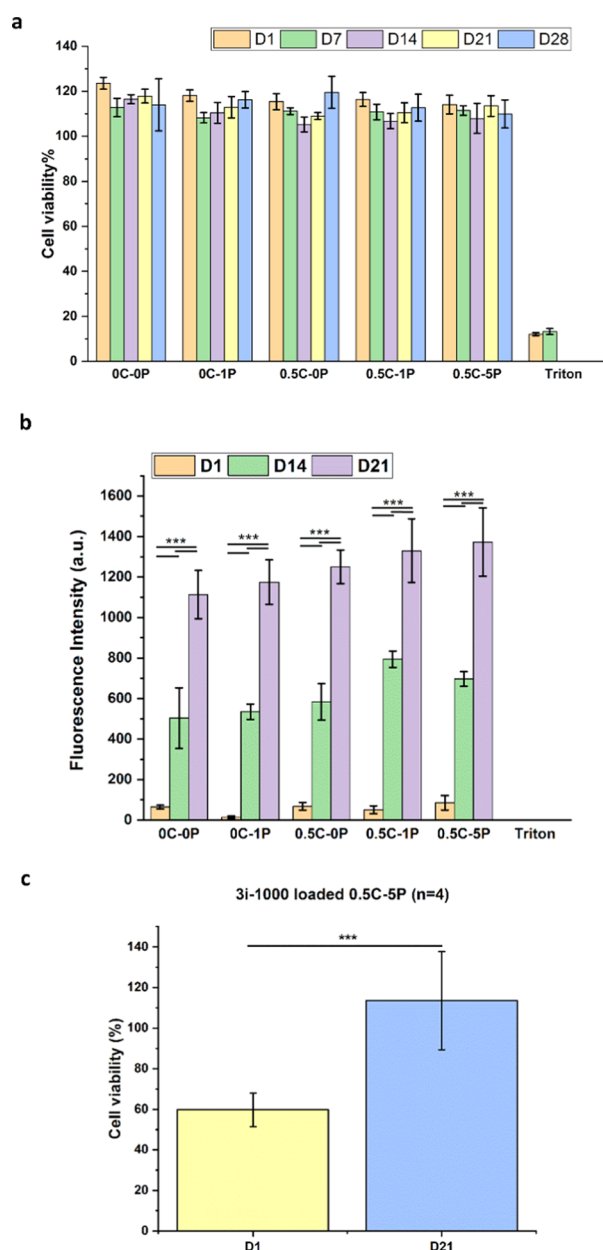 a
D1 D7 D14 D21 D28
140
120
100
80
60
40
20
0
Cell viability%
0C-0P 0C-1P 0.5C-0P 0.5C-1P 0.5C-5P Triton
b
D1 D14 D21
1600
1400
1200
1000
800
600
400
200
0
Fluorescence Intensity (a.u.)
*** *** *** *** ***
0C-0P 0C-1P 0.5C-0P 0.5C-1P 0.5C-5P Triton
c
3i-1000 loaded 0.5C-5P (n=4)
140
120
100
80
60
40
20
0
Cell viability (%)
***
D1 D21